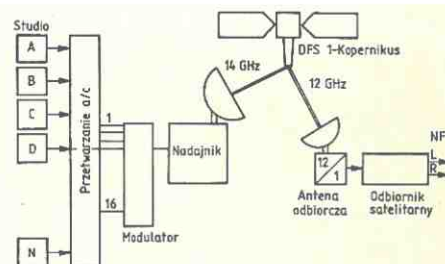 Studio
A
B
C
D
N
Przetwarzanie a/c
1
16
Modulator
Nadajnik
14 GHz
DFS 1-Kopernikus
12 GHz
12
1
Antena
odbiorcza
Odbiornik
satelitarny
NF
L
R